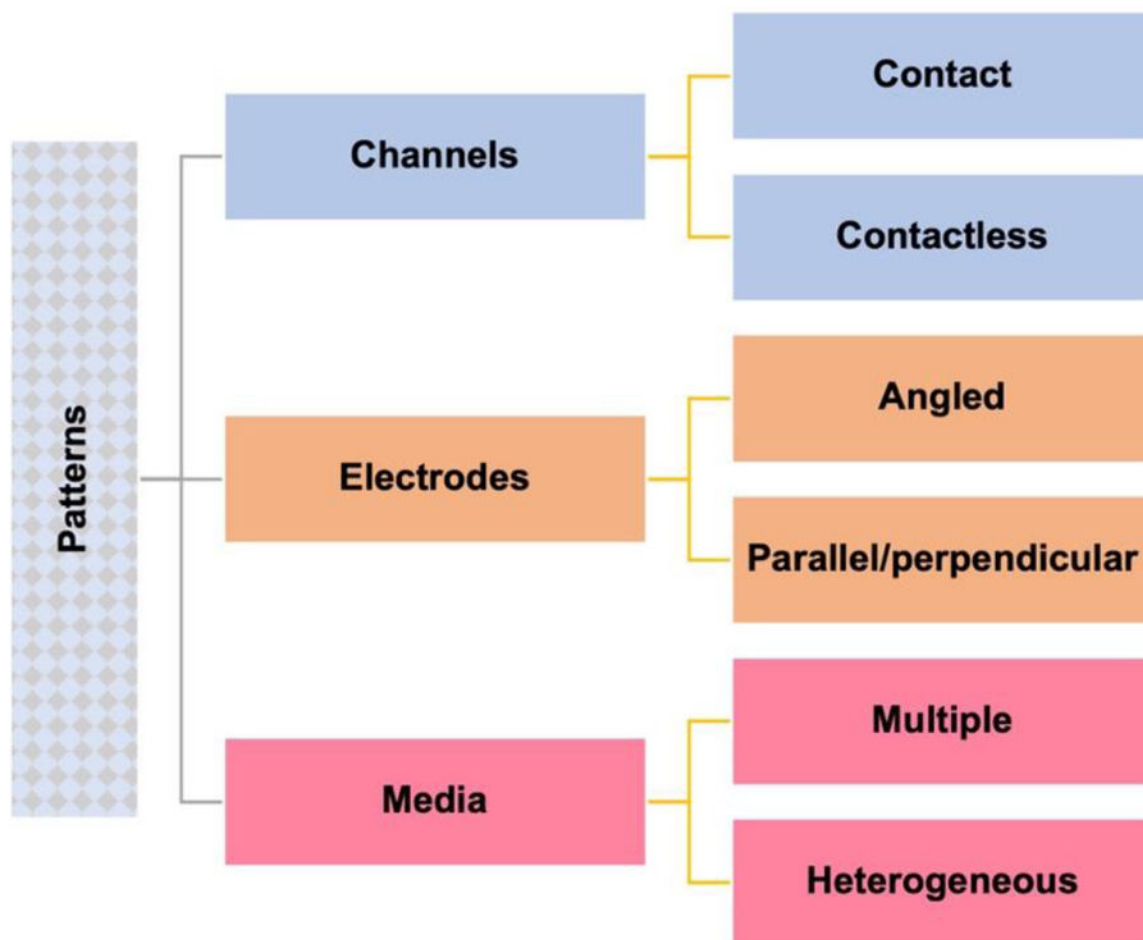 Patterns
Channels
Contact
Contactless
Electrodes
Angled
Parallel/perpendicular
Media
Multiple
Heterogeneous